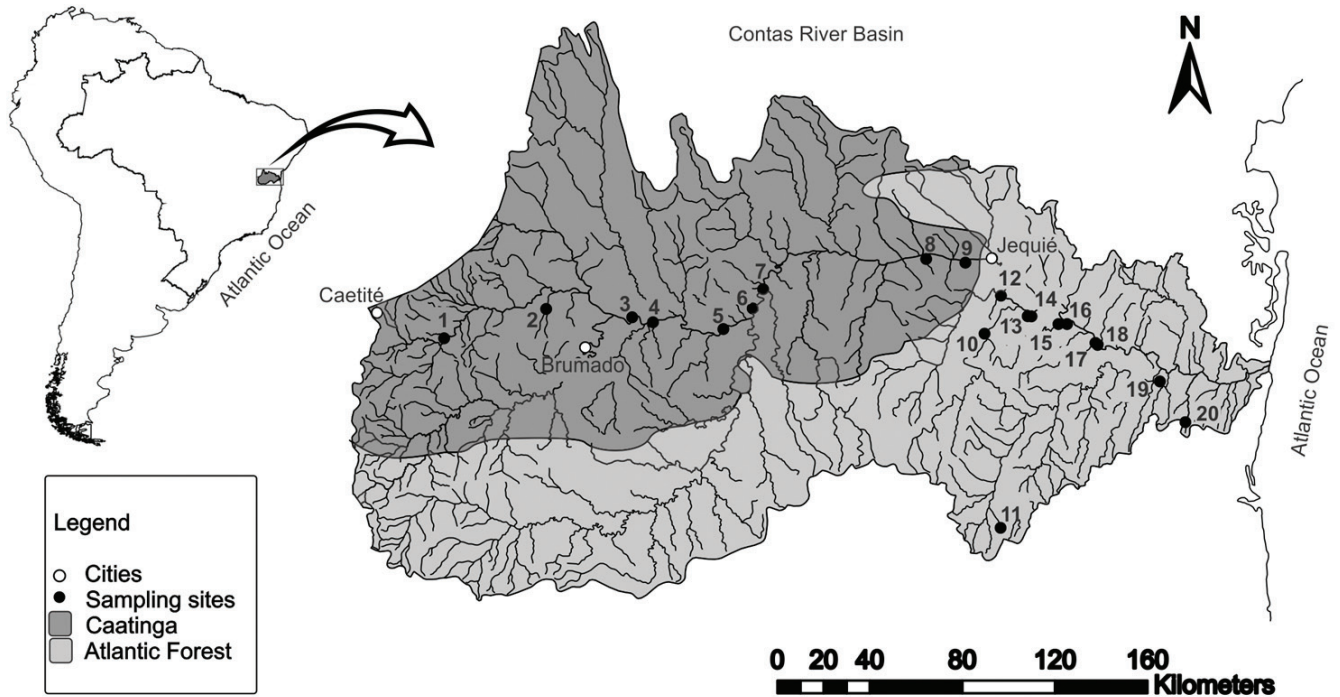 Contas River Basin
N
Atlantic Ocean
Caetité
Brumado
Jequié
1
2
3
4
5
6
7
8
9
10
11
12
13
14
15
16
17
18
19
20
Atlantic Ocean
Legend
Cities
Sampling sites
Caatinga
Atlantic Forest
0 20 40 80 120 160
Kilometers